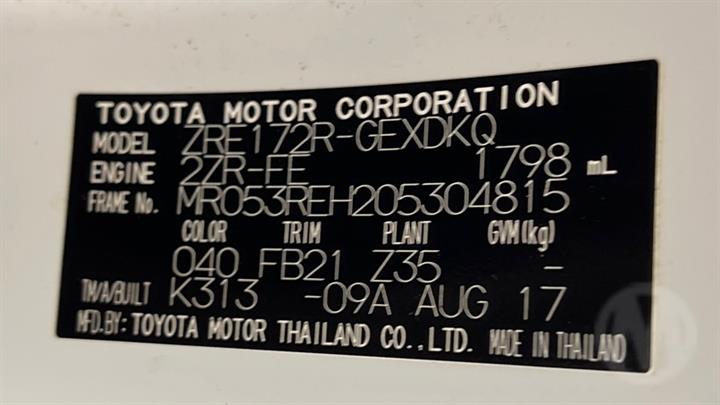 TOYOTA MOTOR CORPORATION
MODEL ZRE172R-GEXDKQ
ENGINE 2ZR-FE 1798 mL
FRAME No. MR053REH205304815
COLOR TRIM PLANT GVM(kg)
040 FB21 Z35 -
TM/A/BUILT K313 -09A AUG 17
MFD.BY: TOYOTA MOTOR THAILAND CO.,LTD. MADE IN THAILAND